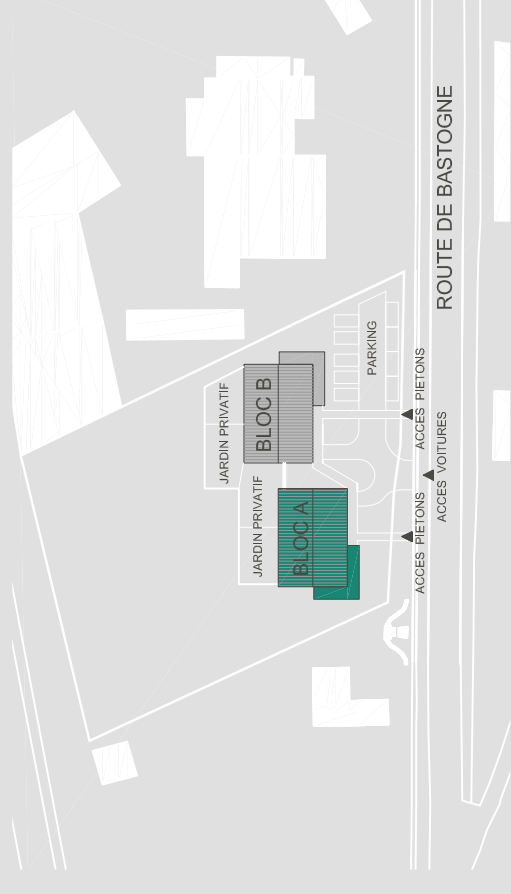 ROUTE DE BASTOGNE
PARKING
ACCES PIETONS
JARDIN PRIVATIF
BLOC B
ACCES VOITURES
JARDIN PRIVATIF
BLOC A
ACCES PIETONS